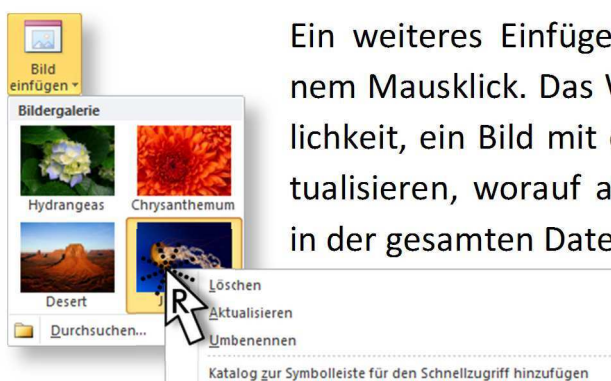 Bild
einfügen
Bildergalerie
Hydrangeas
Chrysanthemum
Desert
J
Durchsuchen...
Ein weiteres Einfüge
nem Mausklick. Das
lichkeit, ein Bild mit
tualisieren, worauf a
in der gesamten Date
R
Löschen
Aktualisieren
Umbenennen
Katalog zur Symbolleiste für den Schnellzugriff hinzufügen